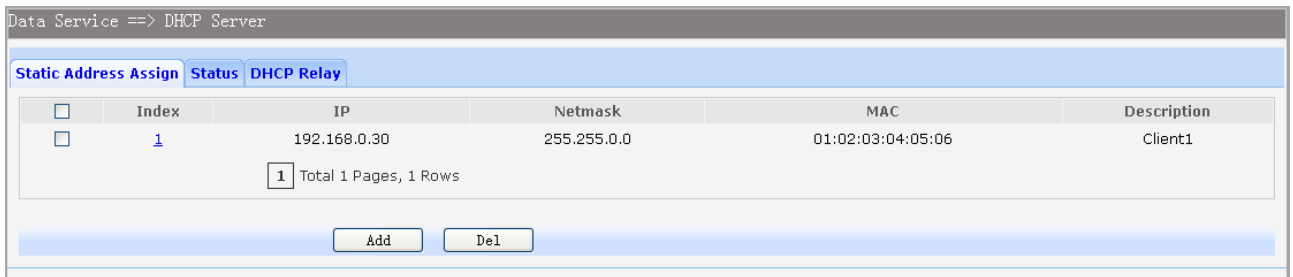 Data Service ==> DHCP Server
Static Address Assign Status DHCP Relay
Index IP Netmask MAC Description
1 192.168.0.30 255.255.0.0 01:02:03:04:05:06 Client1
1 Total 1 Pages, 1 Rows
Add Del